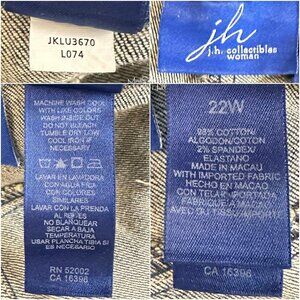 JKLU3670
L074
jh
j.h. collectibles
woman
MACHINE WASH COLD
WITH LIKE COLORS
WASH INSIDE OUT
DO NOT BLEACH
TUMBLE DRY LOW
COOL IRON IF
NECESSARY
LAVAR EN LAVADORA
CON AGUA FRIA
CON COLORES
SIMILARES
LAVAR CON LA PRENDA
AL REVES
NO BLANQUEAR
SECAR A BAJA
TEMPERATURA
USAR PLANCHA TIBIA SI
ES NECESARIO
RN 52002
CA 16396
22W
98% COTTON/
ALGODON/COTON
2% SPANDEX/
ELASTANO
MADE IN MACAU
WITH IMPORTED FABRIC
HECHO EN MACAO
CON TELA IMPORTADA
CA 16396